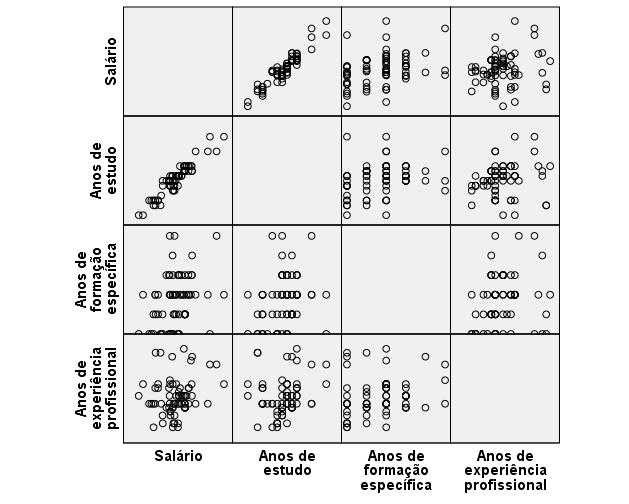 Salário
Anos de
estudo
Anos de
formação
específica
Anos de
experiência
profissional
Salário
Anos de
estudo
Anos de
formação
específica
Anos de
experiência
profissional